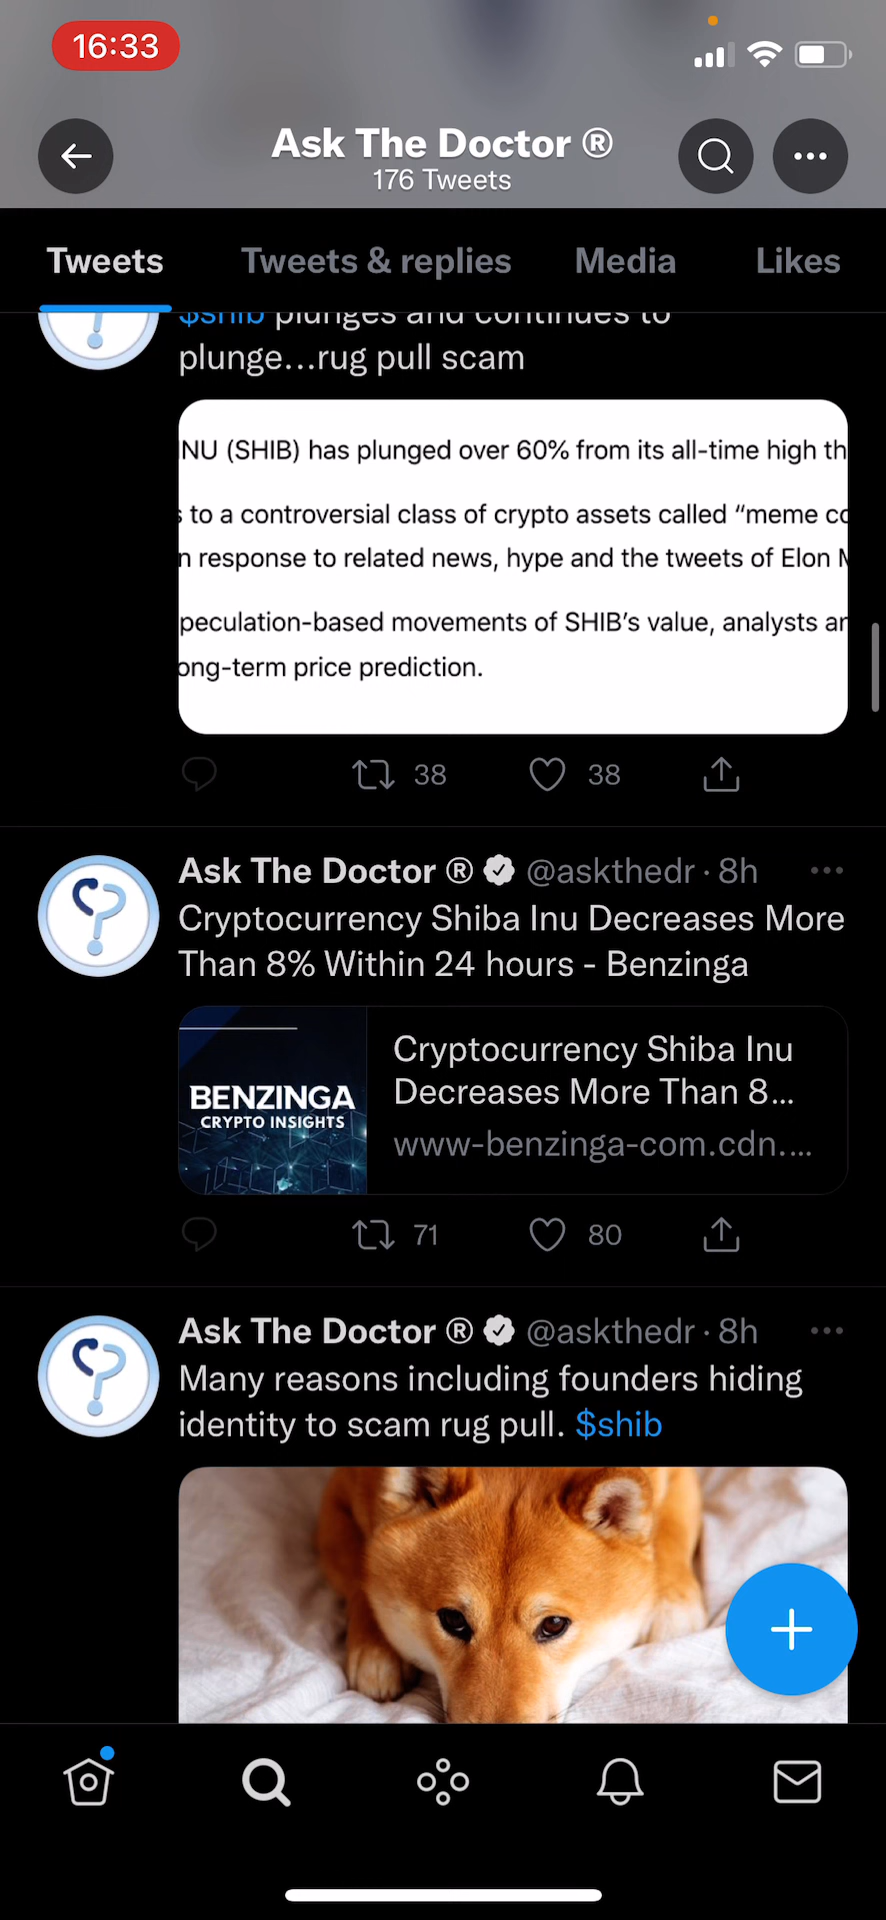 16:33
Ask The Doctor ®
176 Tweets
Tweets Tweets & replies Media Likes
$shib plunges and continues to
plunge...rug pull scam
INU (SHIB) has plunged over 60% from its all-time high th
to a controversial class of crypto assets called “meme co
n response to related news, hype and the tweets of Elon M
peculation-based movements of SHIB’s value, analysts ar
ong-term price prediction.
38 38
Ask The Doctor ® @askthedr · 8h
Cryptocurrency Shiba Inu Decreases More
Than 8% Within 24 hours - Benzinga
BENZINGA
CRYPTO INSIGHTS
Cryptocurrency Shiba Inu
Decreases More Than 8...
www-benzinga-com.cdn....
71 80
Ask The Doctor ® @askthedr · 8h
Many reasons including founders hiding
identity to scam rug pull. $shib